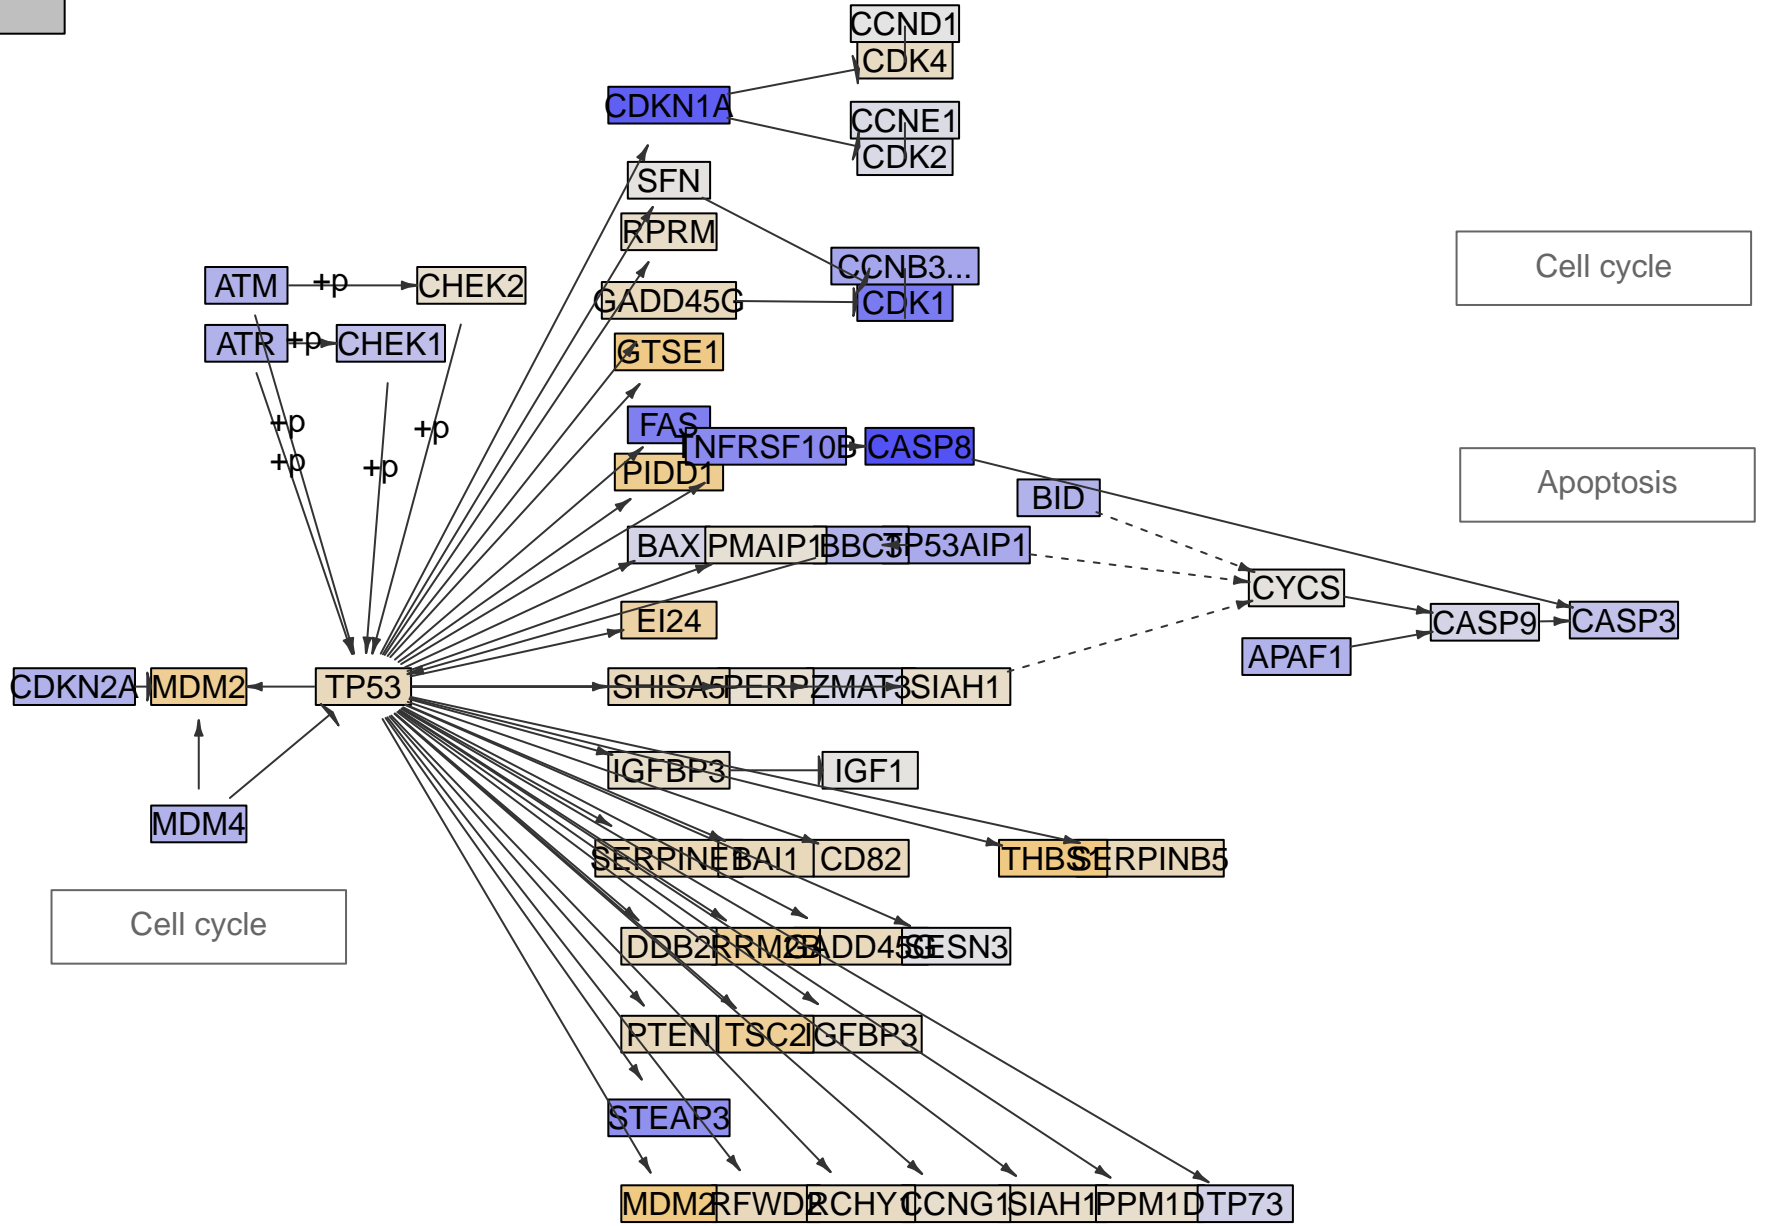 CCND1
CDK4
CDKN1A
CCNE1
CDK2
SFN
RPRM
Cell cycle
CCNB3...
ATM
+p
CHEK2
GADD45G
CDK1
ATR
+p
CHEK1
GTSE1
+p
+p
FAS
TNFRSF10B
CASP8
+p
+p
PIDD1
Apoptosis
BID
BAX
PMAIP1
BBC3
TP53AIP1
CYCS
EI24
CASP9
CASP3
APAF1
CDKN2A
MDM2
TP53
SHISA5
PERP
ZMAT3
SIAH1
IGFBP3
IGF1
MDM4
SERPINE1
BAI1
CD82
THBS1
SERPINB5
Cell cycle
DDB2
RRM2B
GADD45G
SESN3
PTEN
TSC2
IGFBP3
STEAP3
MDM2
RFWD2
RCHY1
CCNG1
SIAH1
PPM1D
TP73